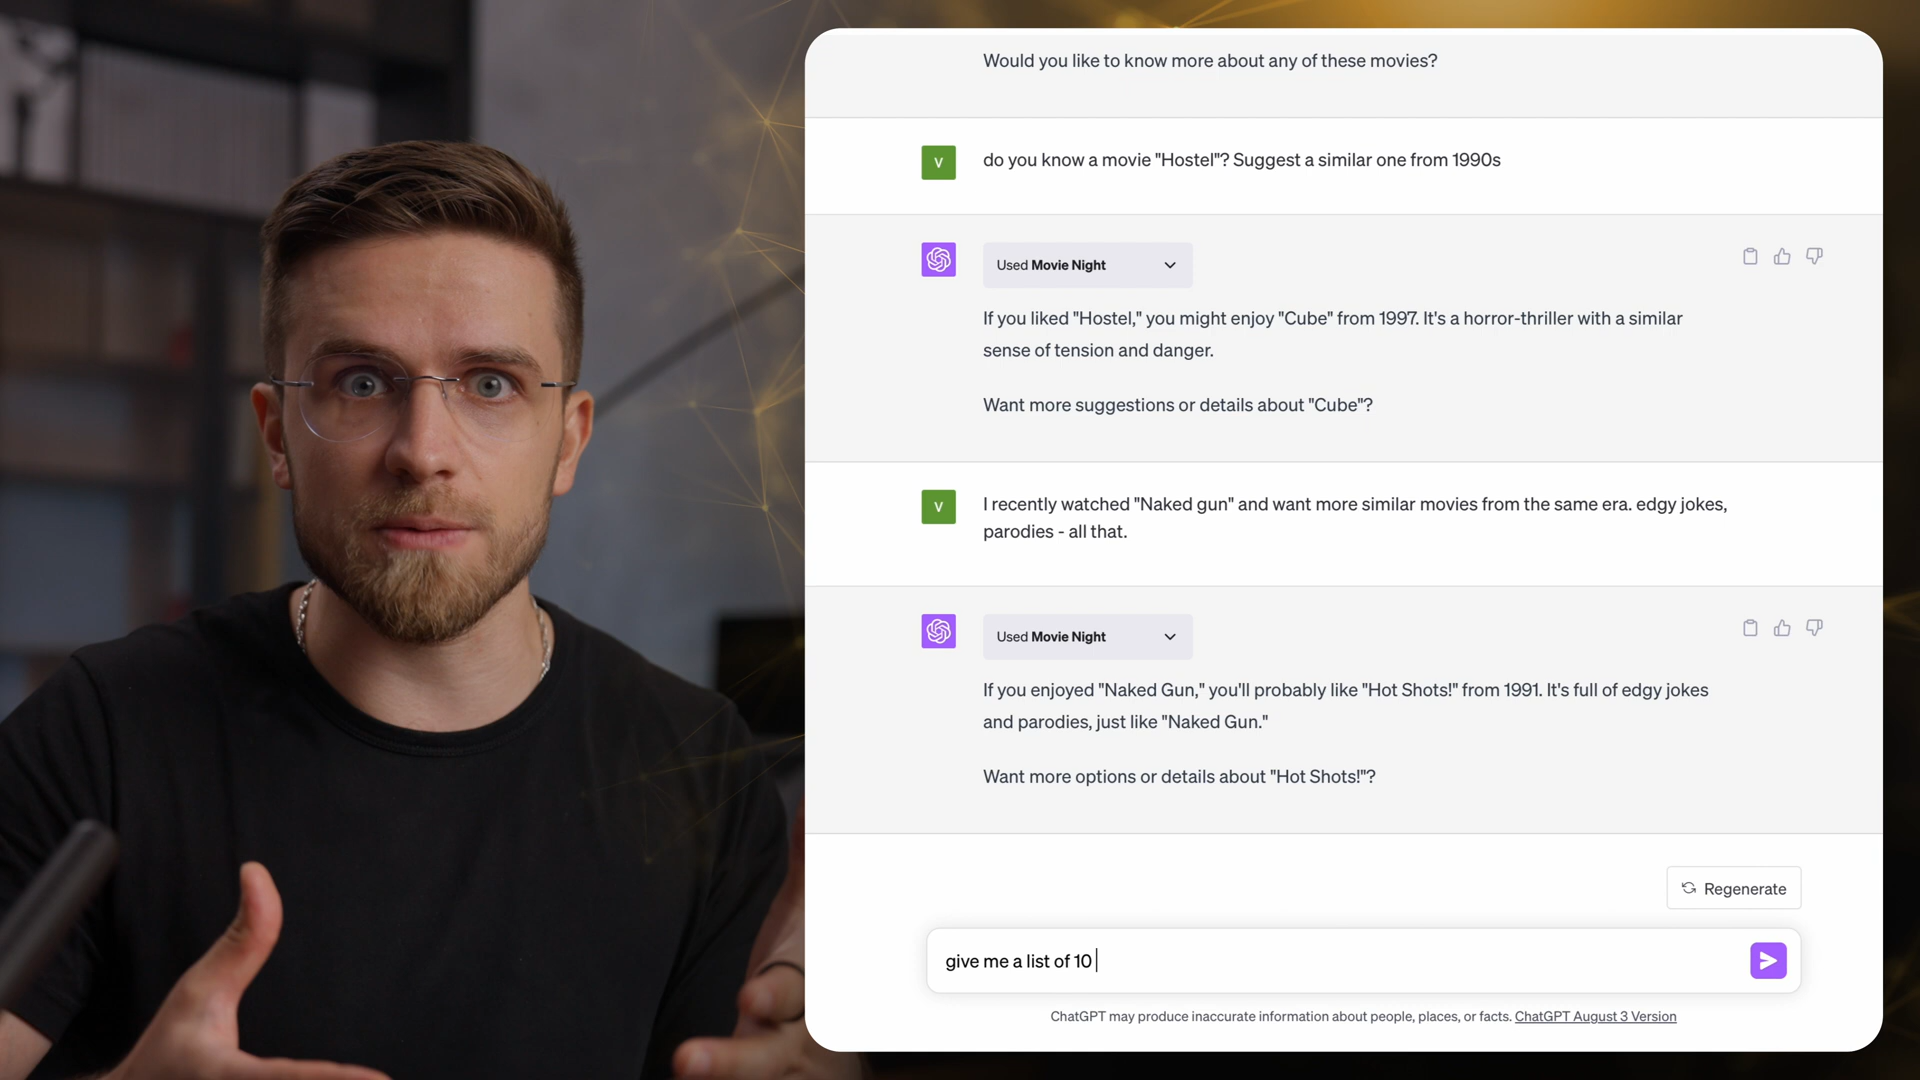 Would you like to know more about any of these movies?
V
do you know a movie "Hostel"? Suggest a similar one from 1990s
Used Movie Night
If you liked "Hostel," you might enjoy "Cube" from 1997. It's a horror-thriller with a similar
sense of tension and danger.
Want more suggestions or details about "Cube"?
V
I recently watched "Naked gun" and want more similar movies from the same era. edgy jokes,
parodies - all that.
Used Movie Night
If you enjoyed "Naked Gun," you'll probably like "Hot Shots!" from 1991. It's full of edgy jokes
and parodies, just like "Naked Gun."
Want more options or details about "Hot Shots!"?
Regenerate
give me a list of 10
ChatGPT may produce inaccurate information about people, places, or facts. ChatGPT August 3 Version